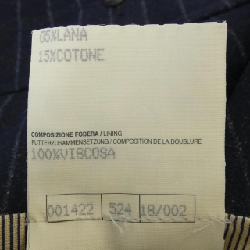 85%LANA
15%COTONE
COMPOSIZIONE FODERA / LINING
FUTTERZUSAMMENSETZUNG / COMPOSITION DE LA DOUBLURE
100%VISCOSA
001422 524 18/002